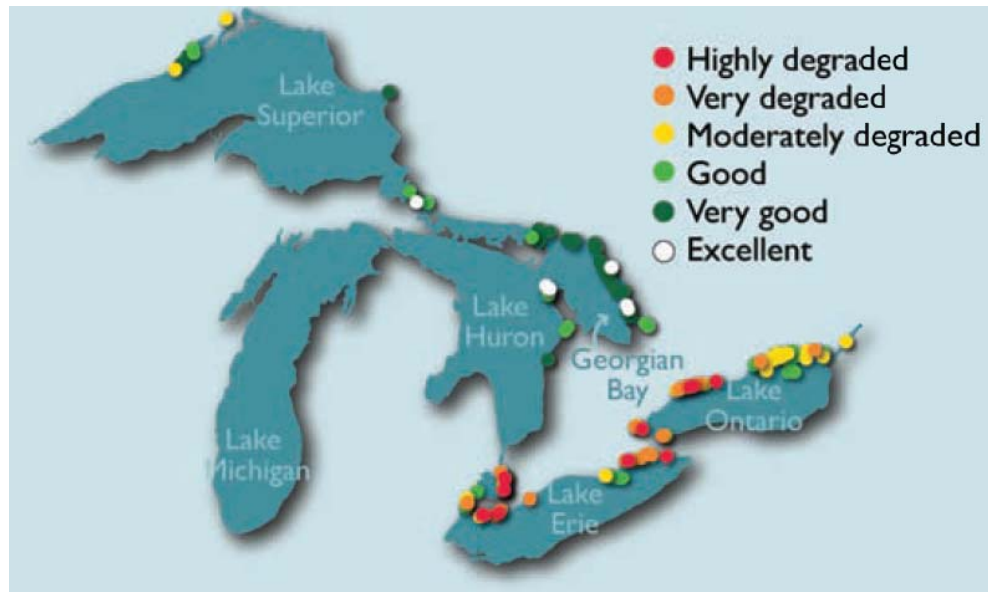 Lake
Superior
Highly degraded
Very degraded
Moderately degraded
Good
Very good
Excellent
Lake
Huron
Georgian
Bay
Lake
Ontario
Lake
Michigan
Lake
Erie